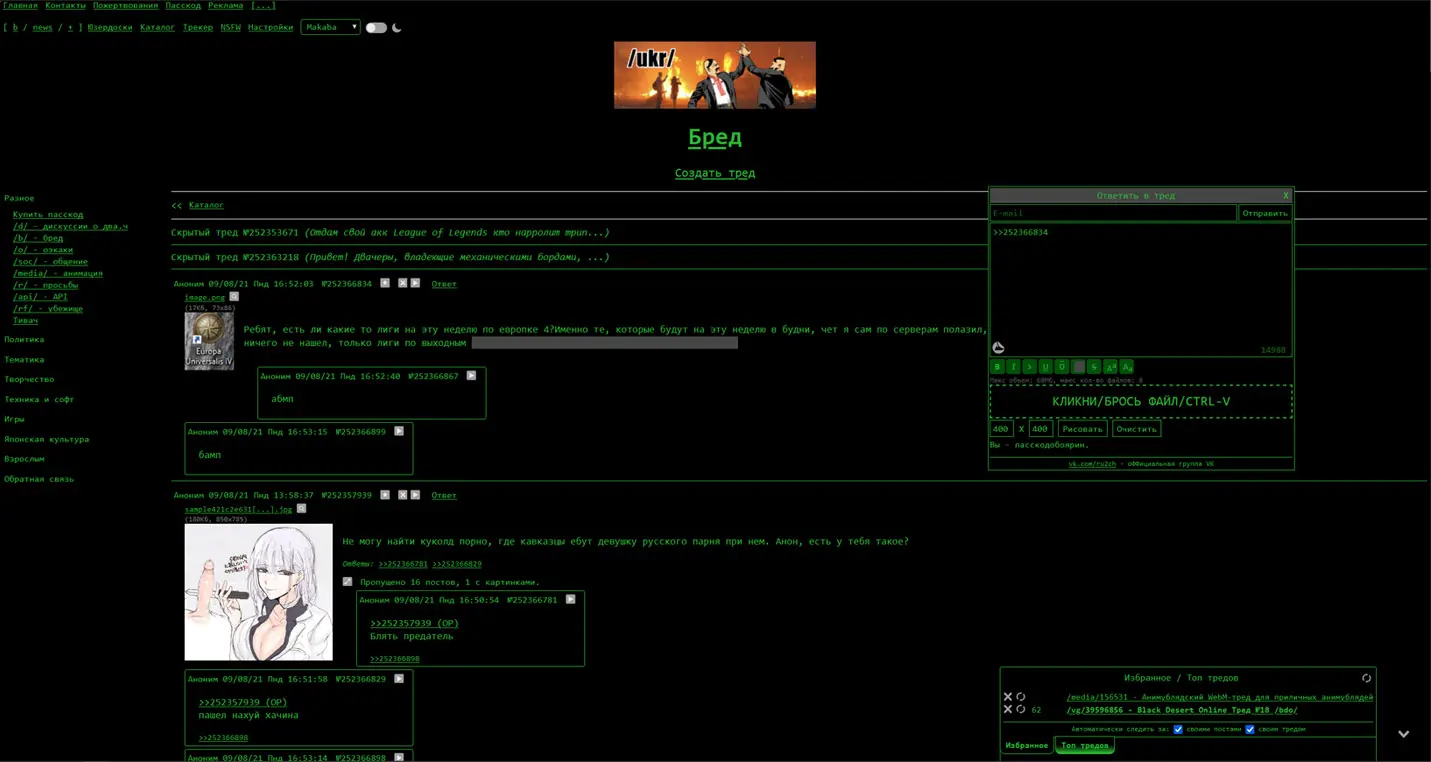 Главная Контакты Пожертвования Пасскод Реклама [...]
[ b / news / + ] Юзердоски Каталог Трекер NSFW Настройки Makaba
/ukr/
Бред
Создать тред
Разное
Купить пасскод
/d/ - дискуссии о два.ч
/b/ - бред
/o/ - оэкаки
/soc/ - общение
/media/ - анимация
/r/ - просьбы
/api/ - API
/rf/ - убежище
Тивач
Политика
Тематика
Творчество
Техника и софт
Игры
Японская культура
Взрослым
Обратная связь
<< Каталог
Скрытый тред №252353671 (Отдам свой акк League of Legends кто нарролит трип...)
Скрытый тред №252363218 (Привет! Двачеры, владеющие механическими бордами, ...)
Аноним 09/08/21 Пнд 16:52:03 №252366834 Ответ
image.png
(17Кб, 73x86)
Europa
Universalis IV
Ребят, есть ли какие то лиги на эту неделю по европке 4?Именно те, которые будут на эту неделю в будни, чет я сам по серверам полазил,
ничего не нашел, только лиги по выходным
Аноним 09/08/21 Пнд 16:52:40 №252366867
абмп
Аноним 09/08/21 Пнд 16:53:15 №252366899
бамп
Аноним 09/08/21 Пнд 13:58:37 №252357939 Ответ
sample421c2e631[...].jpg
(180Кб, 850x785)
Не могу найти куколд порно, где кавказцы ебут девушку русского парня при нем. Анон, есть у тебя такое?
Ответы: >>252366781 >>252366829
Пропущено 16 постов, 1 с картинками.
Аноним 09/08/21 Пнд 16:50:54 №252366781
>>252357939 (OP)
Блять предатель
>>252366898
Аноним 09/08/21 Пнд 16:51:58 №252366829
>>252357939 (OP)
пашел нахуй хачина
>>252366898
Аноним 09/08/21 Пнд 16:53:14 №252366898
Ответить в тред X
E-mail Отправить
>>252366834
14988
B I > U O S
Макс объем: 60Мб, макс кол-во файлов: 8
КЛИКНИ/БРОСЬ ФАЙЛ/CTRL-V
400 X 400 Рисовать Очистить
Вы - пасскодобоярин.
vk.com/ru2ch - официальная группа VK
Избранное / Топ тредов
/media/156531 - Анимублядский WebM-тред для приличных анимублядей
62 /vg/39596856 - Black Desert Online Тред №18 /bdo/
Автоматически следить за: своими постами своим тредом
Избранное Топ тредов